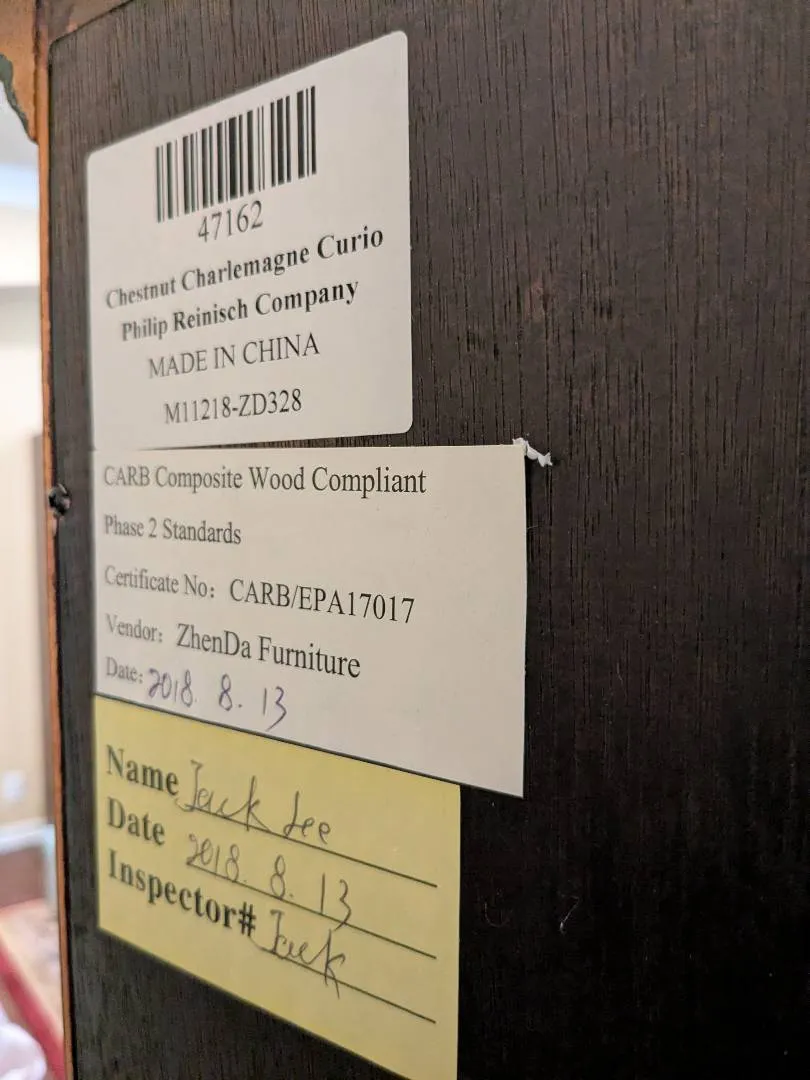 47162
Chestnut Charlemagne Curio
Philip Reinisch Company
MADE IN CHINA
M11218-ZD328
CARB Composite Wood Compliant
Phase 2 Standards
Certificate No: CARB/EPA17017
Vendor: ZhenDa Furniture
Date: 2018. 8. 13
Name Jack Lee
Date 2018. 8. 13
Inspector# Jack